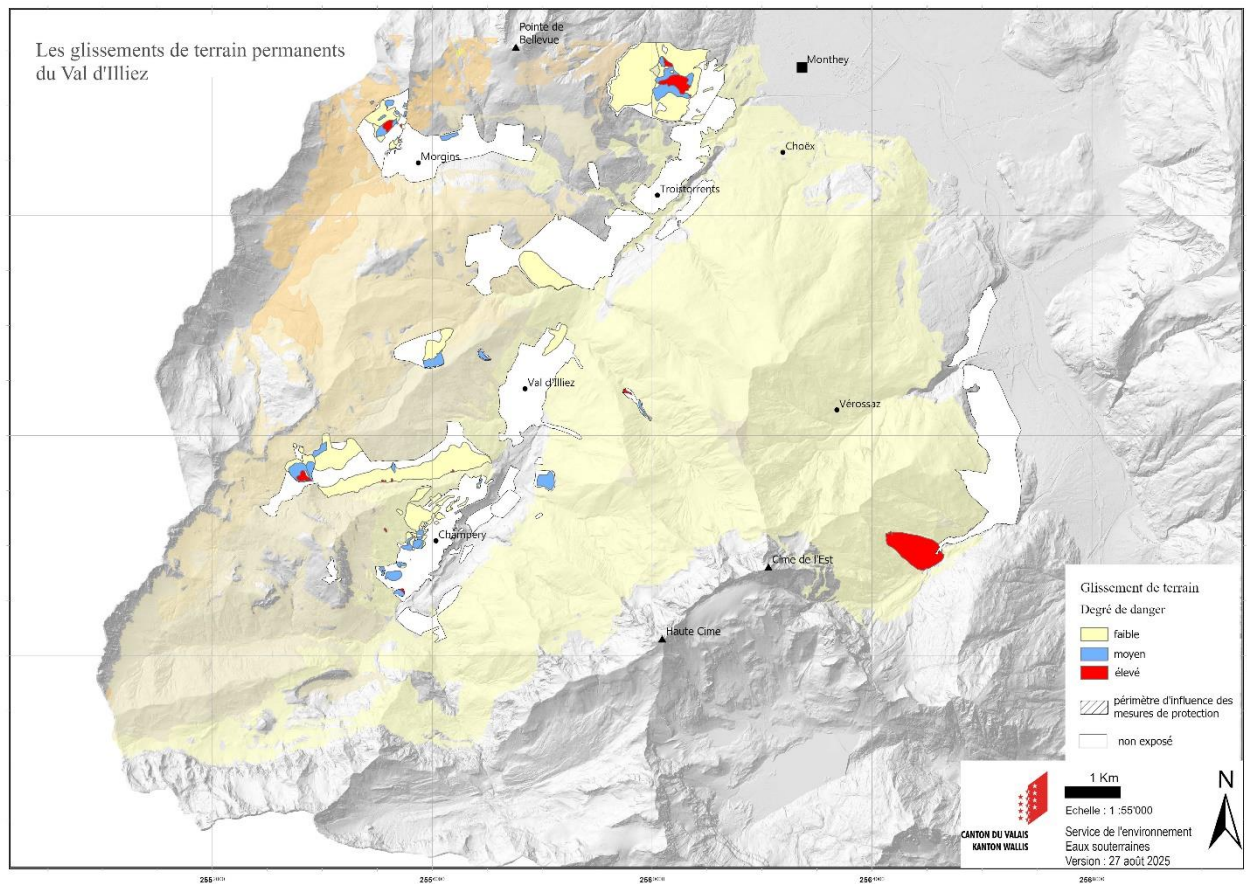 Les glissements de terrain permanents
du Val d'Illiez
Pointe de
Bellevue
Monthey
Choëx
Morgins
Troistorrents
Val d'Illiez
Vérossaz
Champéry
Cime de l'Est
Haute Cime
Glissement de terrain
Degré de danger
faible
moyen
élevé
périmètre d'influence des
mesures de protection
non exposé
1 Km
Echelle : 1 :55'000
Service de l'environnement
Eaux souterraines
Version : 27 août 2025
CANTON DU VALAIS
KANTON WALLIS
N